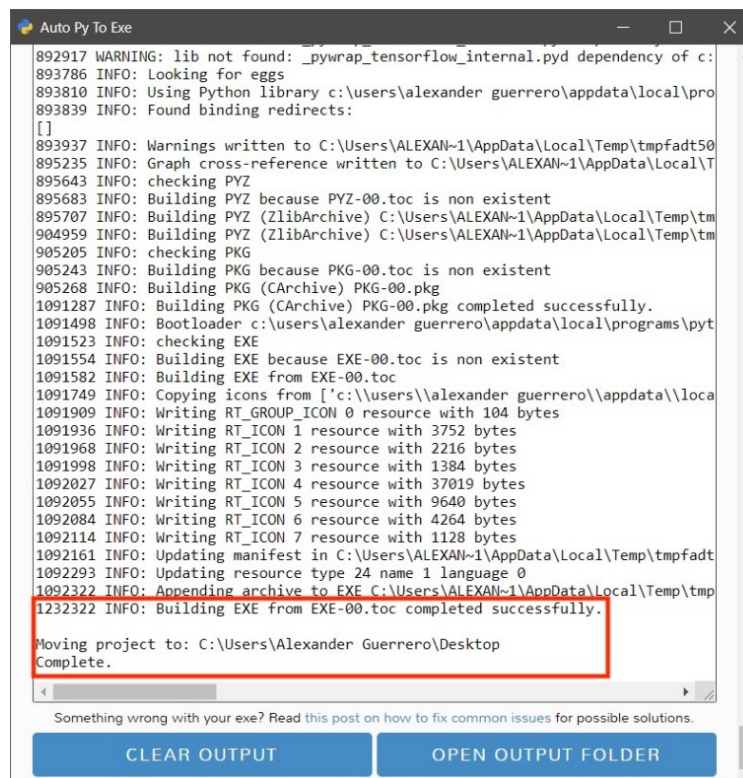 Auto Py To Exe
892917 WARNING: lib not found: _pywrap_tensorflow_internal.pyd dependency of c:
893786 INFO: Looking for eggs
893810 INFO: Using Python library c:\users\alexander guerrero\appdata\local\pro
893839 INFO: Found binding redirects:
[]
893937 INFO: Warnings written to C:\Users\ALEXAN~1\AppData\Local\Temp\tmpfadt50
895235 INFO: Graph cross-reference written to C:\Users\ALEXAN~1\AppData\Local\T
895643 INFO: checking PYZ
895683 INFO: Building PYZ because PYZ-00.toc is non existent
895707 INFO: Building PYZ (ZlibArchive) C:\Users\ALEXAN~1\AppData\Local\Temp\tm
904959 INFO: Building PYZ (ZlibArchive) C:\Users\ALEXAN~1\AppData\Local\Temp\tm
905205 INFO: checking PKG
905243 INFO: Building PKG because PKG-00.toc is non existent
905268 INFO: Building PKG (CArchive) PKG-00.pkg
1091287 INFO: Building PKG (CArchive) PKG-00.pkg completed successfully.
1091498 INFO: Bootloader c:\users\alexander guerrero\appdata\local\programs\pyt
1091523 INFO: checking EXE
1091554 INFO: Building EXE because EXE-00.toc is non existent
1091582 INFO: Building EXE from EXE-00.toc
1091749 INFO: Copying icons from ['c:\\users\\alexander guerrero\\appdata\\loca
1091909 INFO: Writing RT_GROUP_ICON 0 resource with 104 bytes
1091936 INFO: Writing RT_ICON 1 resource with 3752 bytes
1091968 INFO: Writing RT_ICON 2 resource with 2216 bytes
1091998 INFO: Writing RT_ICON 3 resource with 1384 bytes
1092027 INFO: Writing RT_ICON 4 resource with 37019 bytes
1092055 INFO: Writing RT_ICON 5 resource with 9640 bytes
1092084 INFO: Writing RT_ICON 6 resource with 4264 bytes
1092114 INFO: Writing RT_ICON 7 resource with 1128 bytes
1092161 INFO: Updating manifest in C:\Users\ALEXAN~1\AppData\Local\Temp\tmpfadt
1092293 INFO: Updating resource type 24 name 1 language 0
1092322 INFO: Appending archive to EXE C:\Users\ALEXAN~1\AppData\Local\Temp\tmp
1232322 INFO: Building EXE from EXE-00.toc completed successfully.
Moving project to: C:\Users\Alexander Guerrero\Desktop
Complete.
Something wrong with your exe? Read this post on how to fix common issues for possible solutions.
CLEAR OUTPUT
OPEN OUTPUT FOLDER